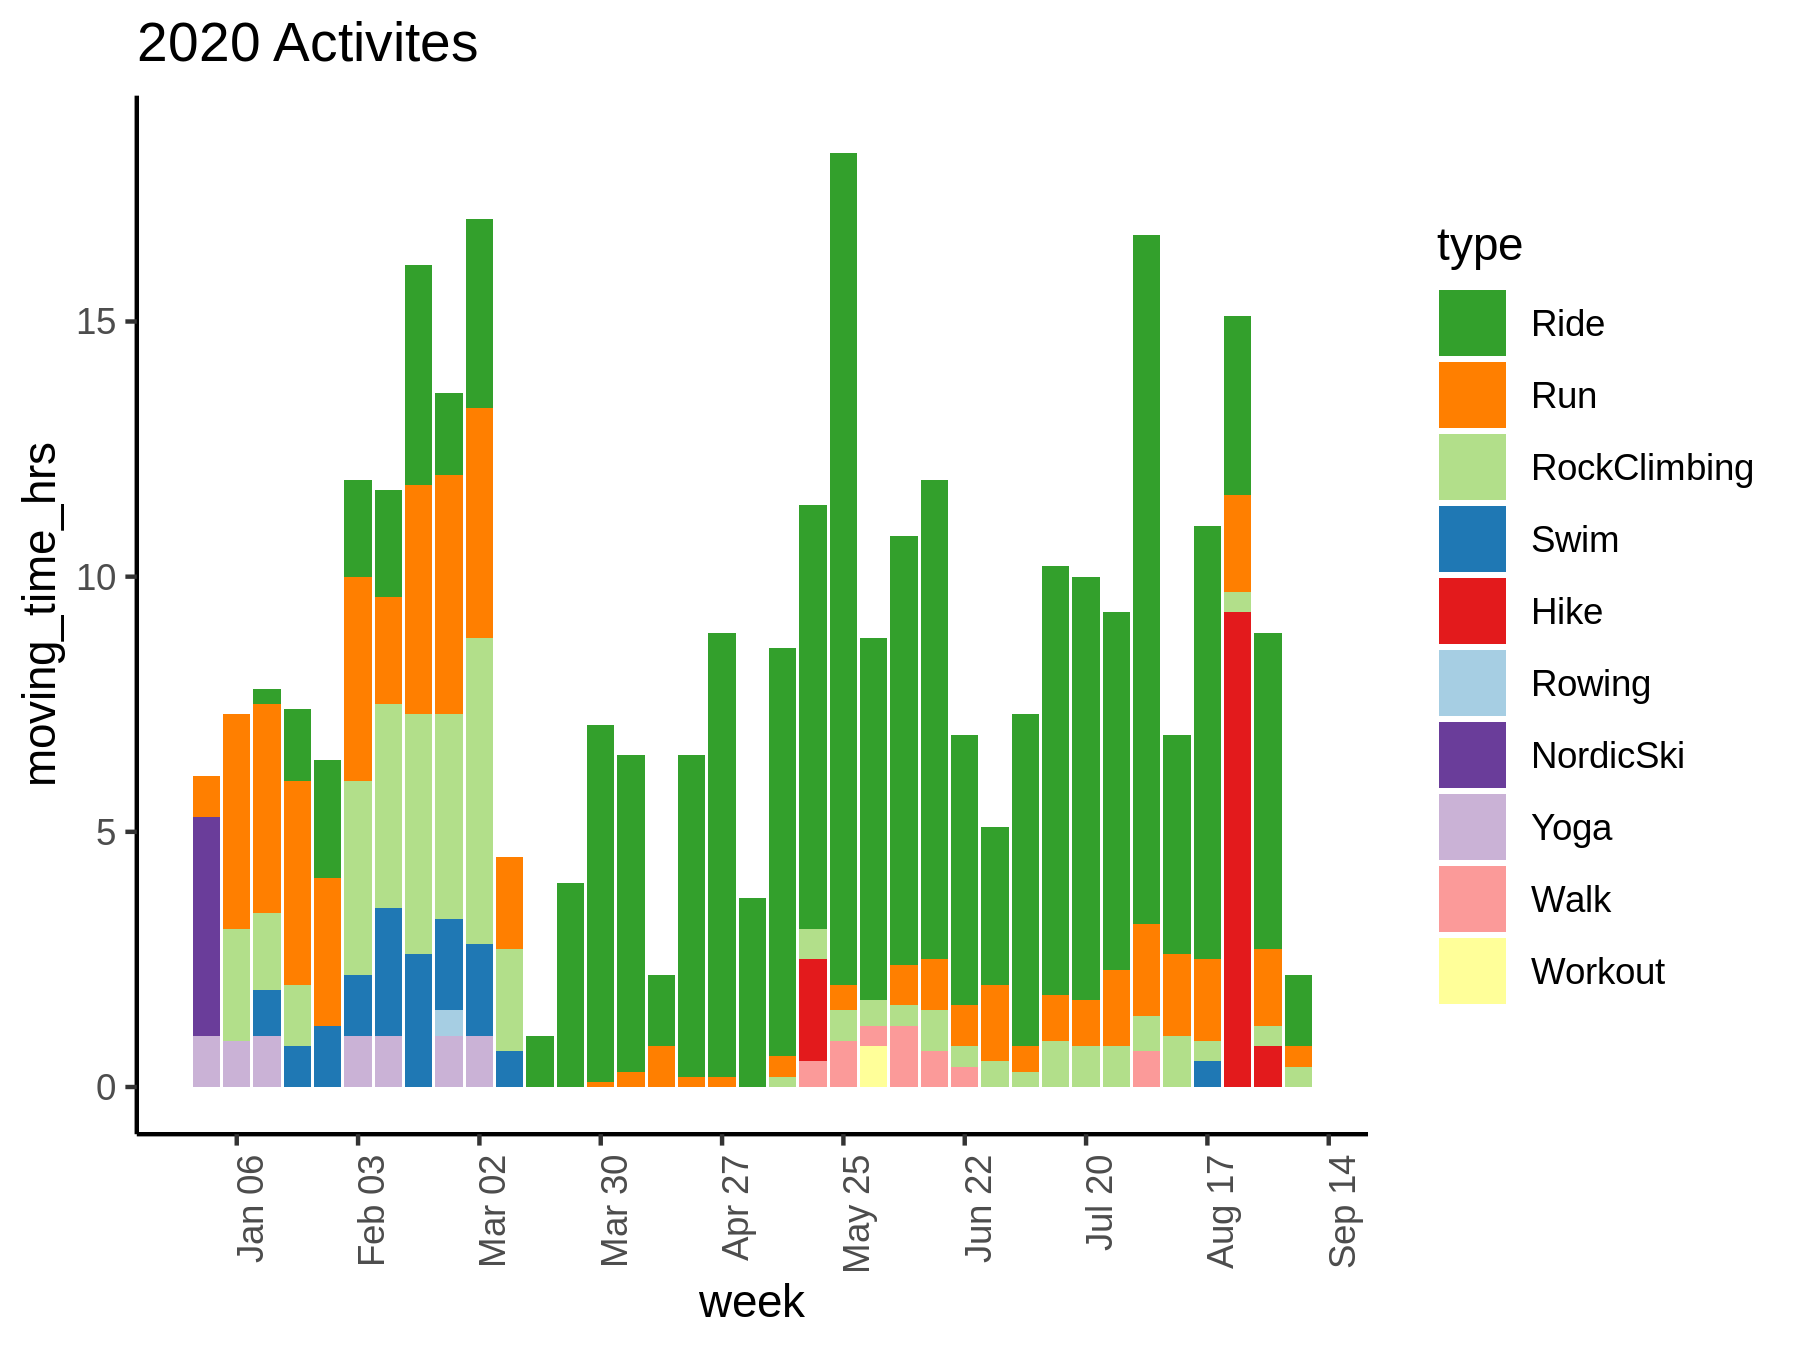 2020 Activites
moving_time_hrs
15
10
5
0
Jan 06
Feb 03
Mar 02
Mar 30
Apr 27
May 25
Jun 22
Jul 20
Aug 17
Sep 14
week
type
Ride
Run
RockClimbing
Swim
Hike
Rowing
NordicSki
Yoga
Walk
Workout